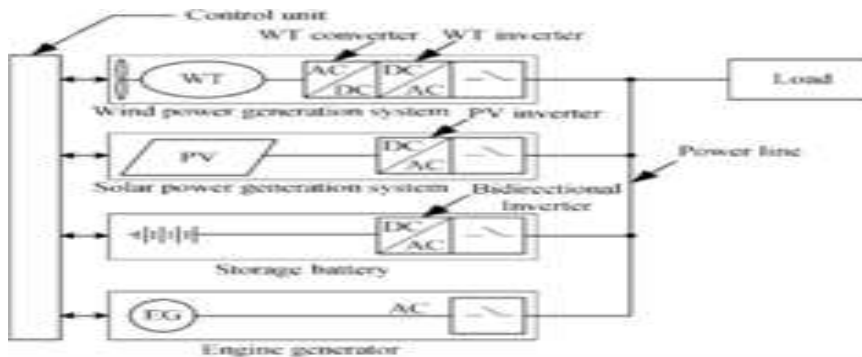 Control unit
WT converter WT inverter
WT AC DC DC AC Load
Wind power generation system
PV inverter
PV DC AC Power line
Solar power generation system
Bidirectional
Inverter
DC AC
Storage battery
EG AC
Engine generator